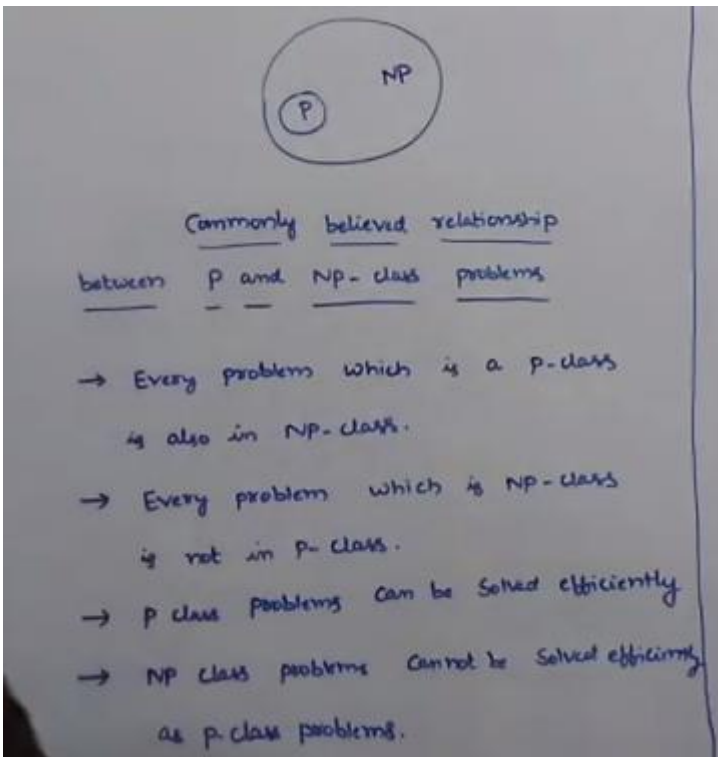 NP
P
Commonly believed relationship
between P and NP-class problems
→ Every problem which is a p-class
is also in NP-class.
→ Every problem which is NP-class
is not in p-class.
→ P class problems can be solved efficiently
→ NP class problems cannot be solved
as p-class problems.